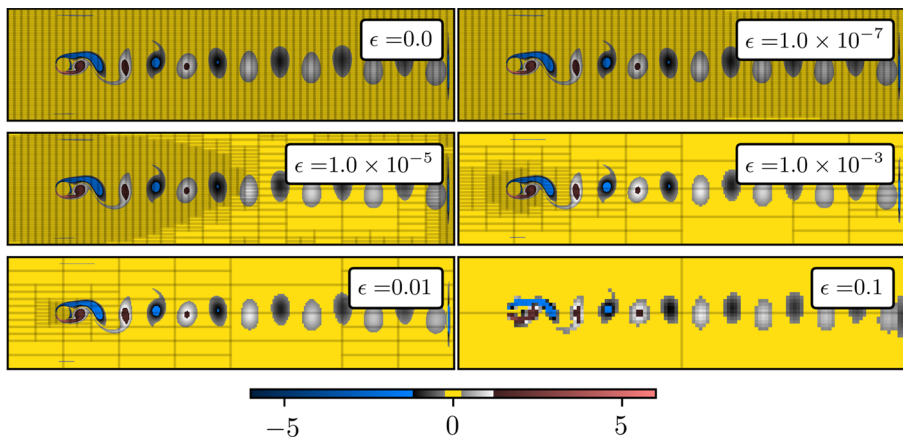 ϵ =0.0
ϵ =1.0 × 10⁻⁷
ϵ =1.0 × 10⁻⁵
ϵ =1.0 × 10⁻³
ϵ =0.01
ϵ =0.1
−5 0 5